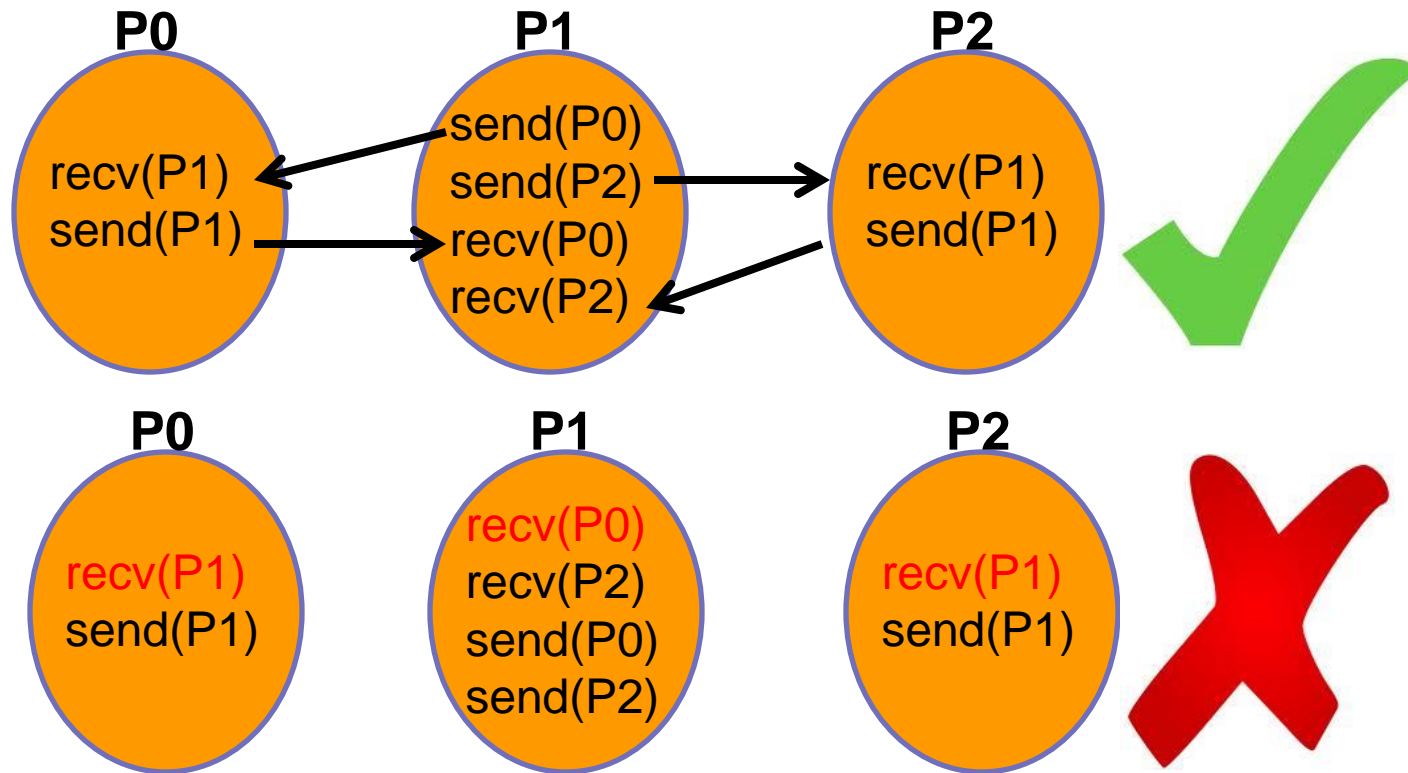 P0
P1
P2
recv(P1)
send(P1)
send(P0)
send(P2)
recv(P0)
recv(P2)
recv(P1)
send(P1)
P0
P1
P2
recv(P1)
send(P1)
recv(P0)
recv(P2)
send(P0)
send(P2)
recv(P1)
send(P1)